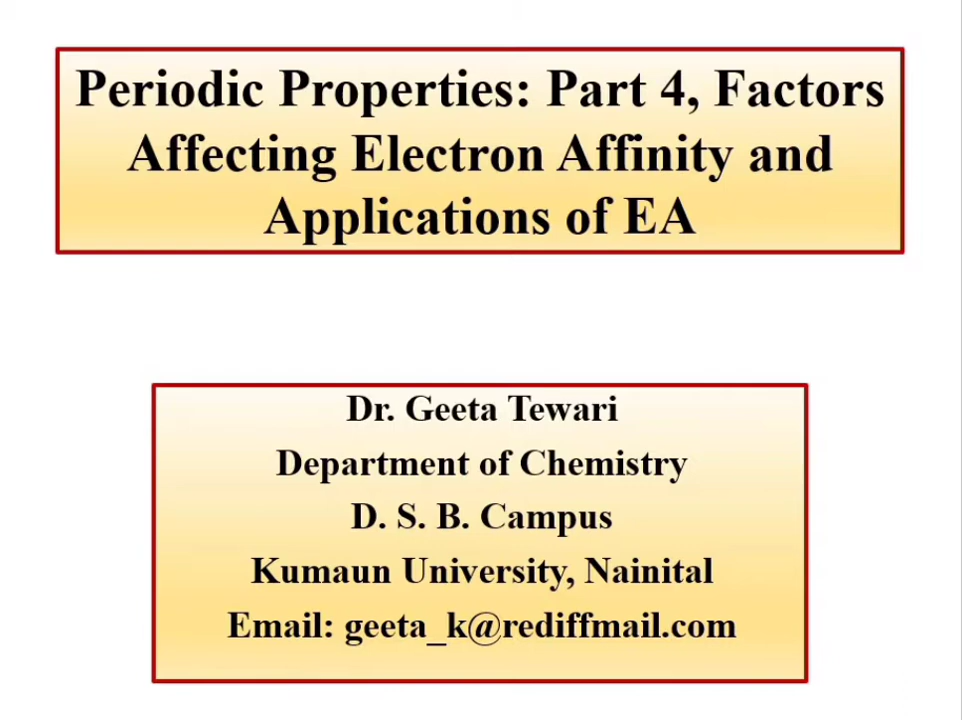 Periodic Properties: Part 4, Factors
Affecting Electron Affinity and
Applications of EA
Dr. Geeta Tewari
Department of Chemistry
D. S. B. Campus
Kumaun University, Nainital
Email: geeta_k@rediffmail.com